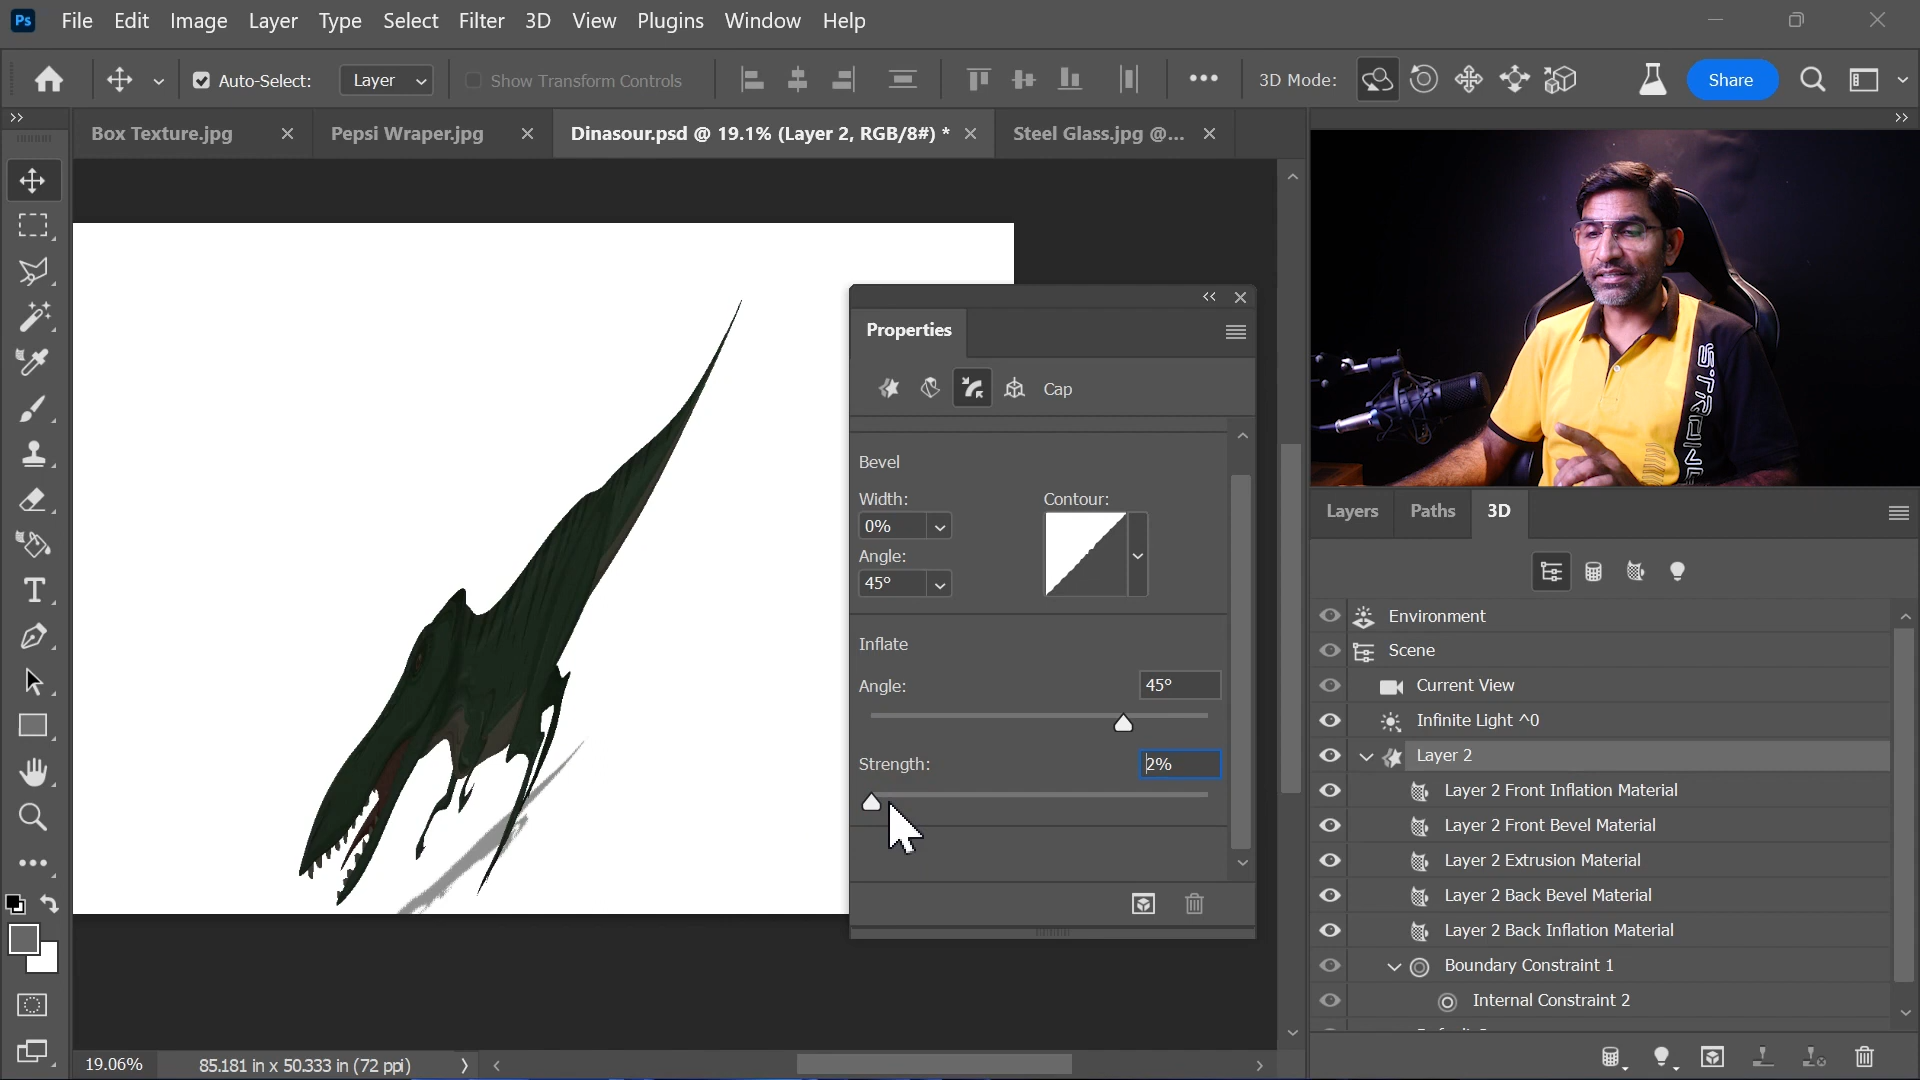 Ps File Edit Image Layer Type Select Filter 3D View Plugins Window Help
Auto-Select: Layer Show Transform Controls 3D Mode: Share
Box Texture.jpg Pepsi Wraper.jpg Dinasour.psd @ 19.1% (Layer 2, RGB/8#) * Steel Glass.jpg @...
Properties
Cap
Bevel
Width: Contour:
0%
Angle:
45°
Inflate
Angle: 45°
Strength: 2%
Layers Paths 3D
Environment
Scene
Current View
Infinite Light ^0
Layer 2
Layer 2 Front Inflation Material
Layer 2 Front Bevel Material
Layer 2 Extrusion Material
Layer 2 Back Bevel Material
Layer 2 Back Inflation Material
Boundary Constraint 1
Internal Constraint 2
19.06% 85.181 in x 50.333 in (72 ppi)